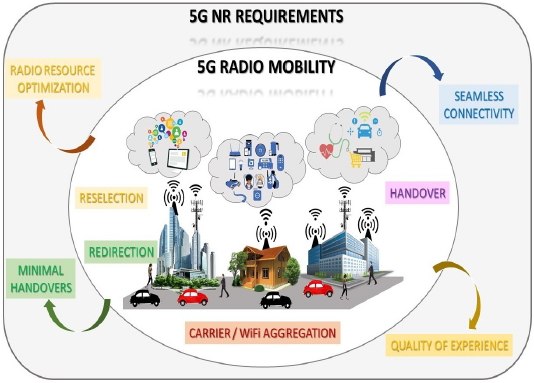 5G NR REQUIREMENTS
5G RADIO MOBILITY
RADIO RESOURCE
OPTIMIZATION
SEAMLESS
CONNECTIVITY
RESELECTION
HANDOVER
REDIRECTION
MINIMAL
HANDOVERS
CARRIER / WiFi AGGREGATION
QUALITY OF EXPERIENCE